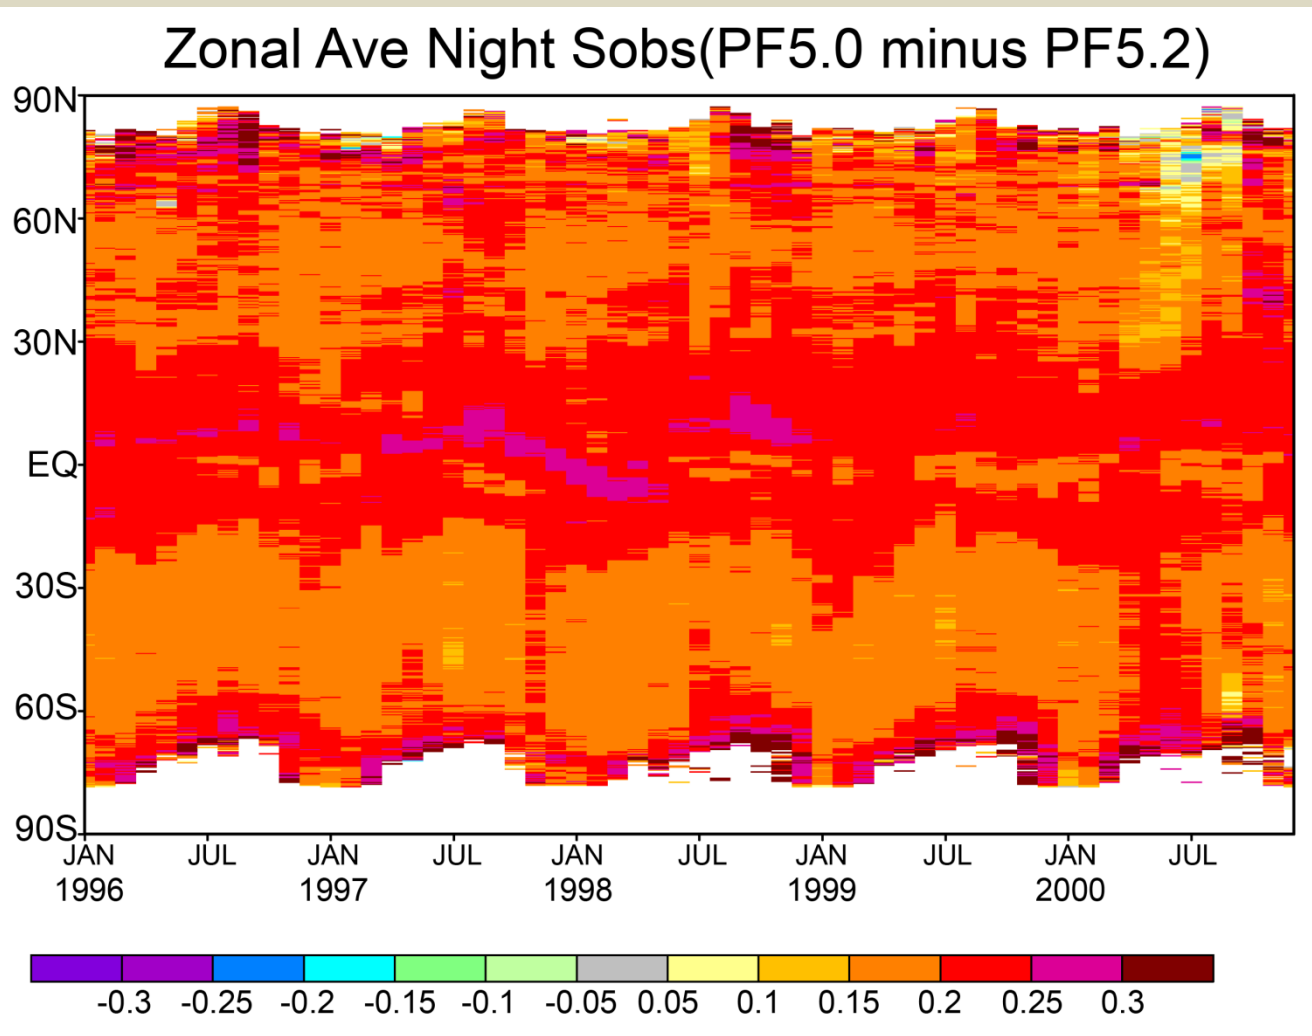 Zonal Ave Night Sobs(PF5.0 minus PF5.2)
90N
60N
30N
EQ
30S
60S
90S
JAN JUL JAN JUL JAN JUL JAN JUL JAN JUL
1996 1997 1998 1999 2000
-0.3 -0.25 -0.2 -0.15 -0.1 -0.05 0.05 0.1 0.15 0.2 0.25 0.3